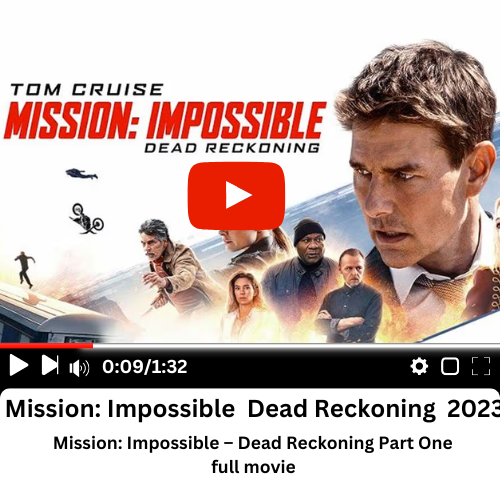 TOM CRUISE
MISSION: IMPOSSIBLE
DEAD RECKONING
0:09/1:32
Mission: Impossible Dead Reckoning 2023
Mission: Impossible – Dead Reckoning Part One
full movie